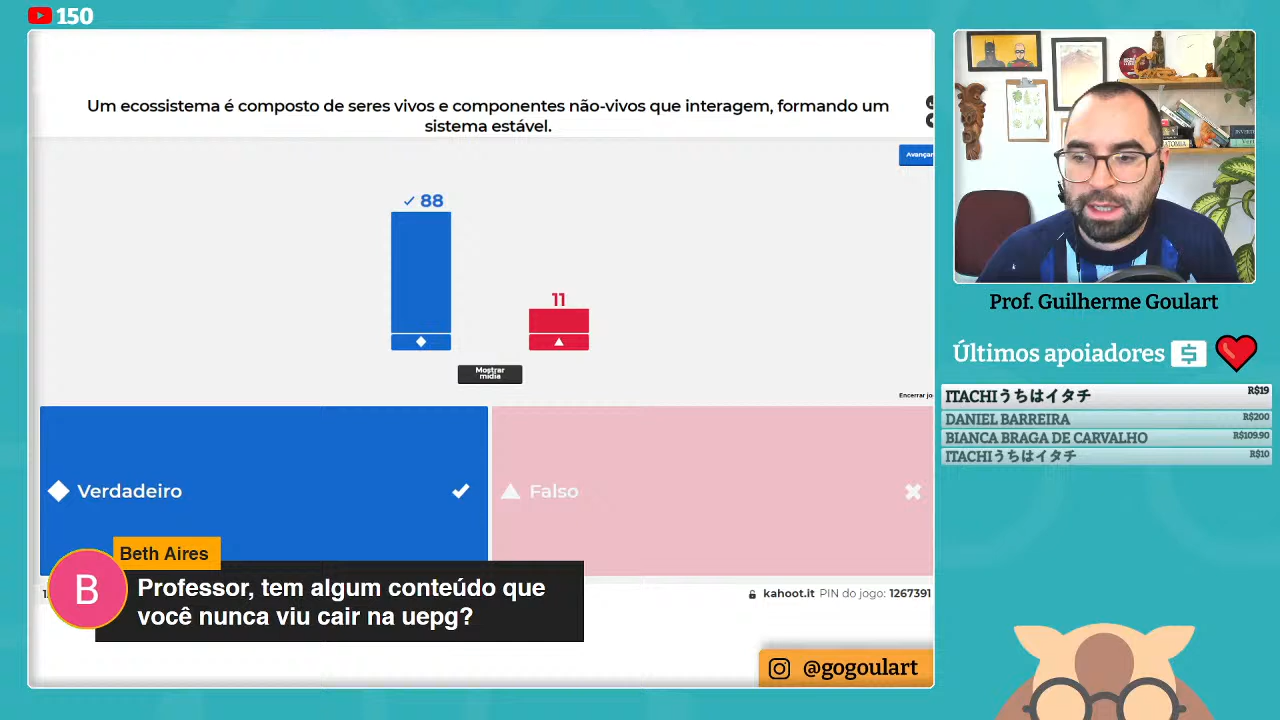 150
Um ecossistema é composto de seres vivos e componentes não-vivos que interagem, formando um
sistema estável.
Avançar
88
11
Mostrar
mídia
Encerrar jo
Verdadeiro
Falso
Beth Aires
B
Professor, tem algum conteúdo que
você nunca viu cair na uepg?
kahoot.it PIN do jogo: 1267391
@gogoulart
Prof. Guilherme Goulart
Últimos apoiadores
ITACHIうちはイタチ R$19
DANIEL BARREIRA R$200
BIANCA BRAGA DE CARVALHO R$109.90
ITACHIうちはイタチ R$10